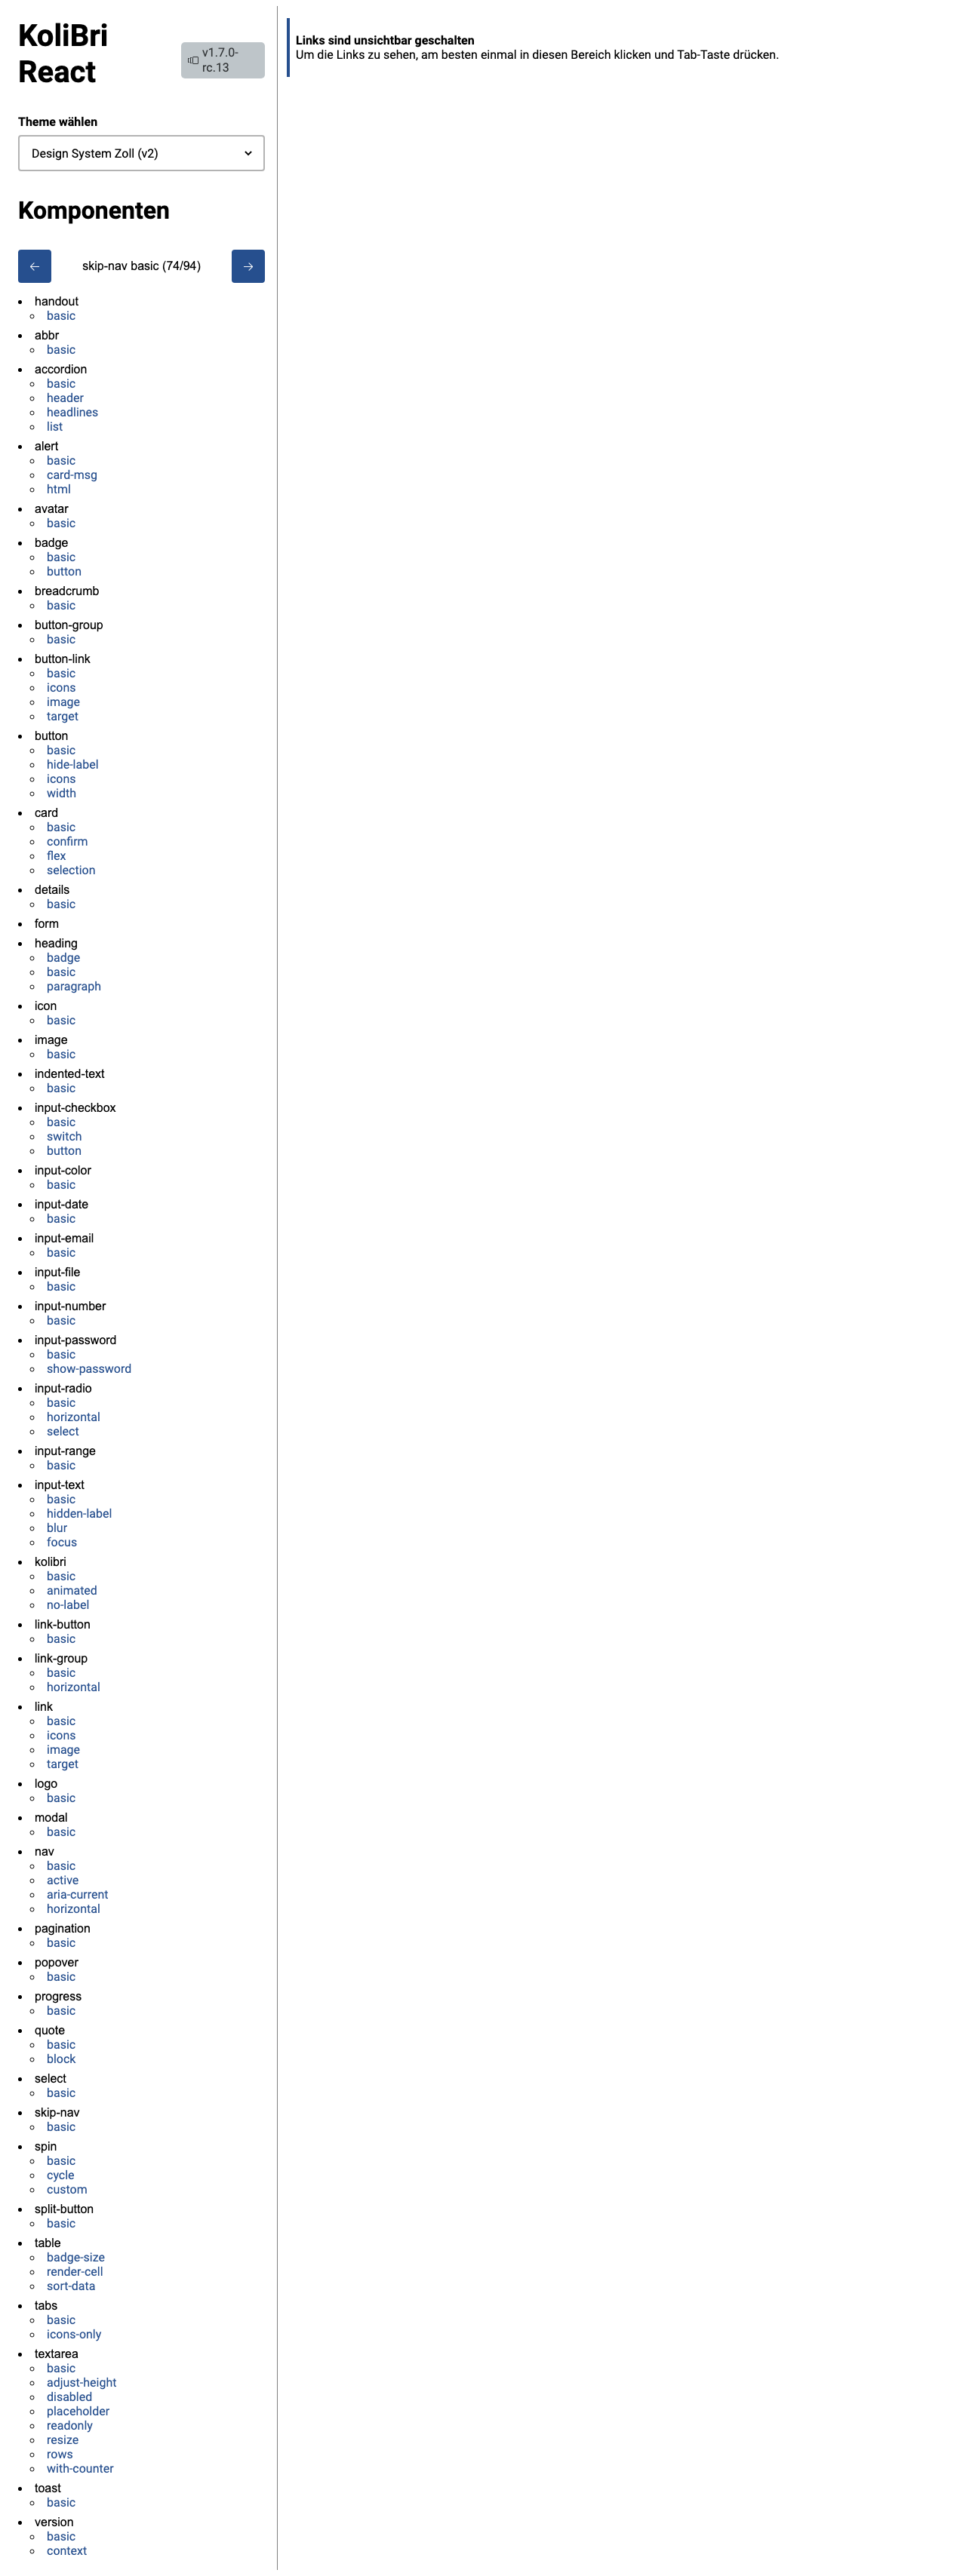 KoliBri
React
v1.7.0-
rc.13
Theme wählen
Design System Zoll (v2)
Komponenten
skip-nav basic (74/94)
handout
basic
abbr
basic
accordion
basic
header
headlines
list
alert
basic
card-msg
html
avatar
basic
badge
basic
button
breadcrumb
basic
button-group
basic
button-link
basic
icons
image
target
button
basic
hide-label
icons
width
card
basic
confirm
flex
selection
details
basic
form
heading
badge
basic
paragraph
icon
basic
image
basic
indented-text
basic
input-checkbox
basic
switch
button
input-color
basic
input-date
basic
input-email
basic
input-file
basic
input-number
basic
input-password
basic
show-password
input-radio
basic
horizontal
select
input-range
basic
input-text
basic
hidden-label
blur
focus
kolibri
basic
animated
no-label
link-button
basic
link-group
basic
horizontal
link
basic
icons
image
target
logo
basic
modal
basic
nav
basic
active
aria-current
horizontal
pagination
basic
popover
basic
progress
basic
quote
basic
block
select
basic
skip-nav
basic
spin
basic
cycle
custom
split-button
basic
table
badge-size
render-cell
sort-data
tabs
basic
icons-only
textarea
basic
adjust-height
disabled
placeholder
readonly
resize
rows
with-counter
toast
basic
version
basic
context
Links sind unsichtbar geschalten
Um die Links zu sehen, am besten einmal in diesen Bereich klicken und Tab-Taste drücken.